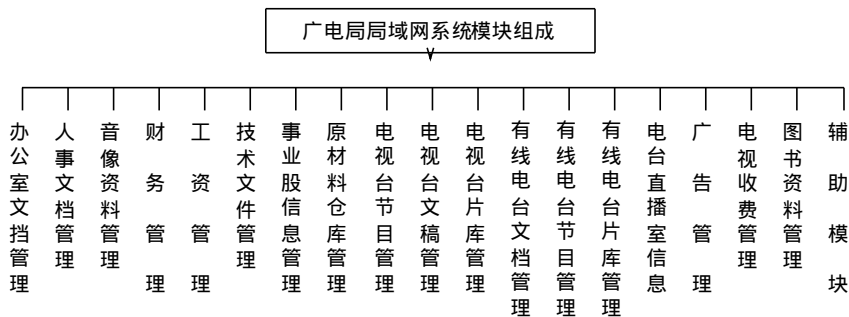 广电局局域网系统模块组成
办公室文挡管理
人事文档管理
音像资料管理
财务管理
工资管理
技术文件管理
事业股信息管理
原材料仓库管理
电视台节目管理
电视台文稿管理
电视台片库管理
有线电台文档管理
有线电台节目管理
有线电台片库管理
电台直播室信息
广告管理
电视收费管理
图书资料管理
辅助模块